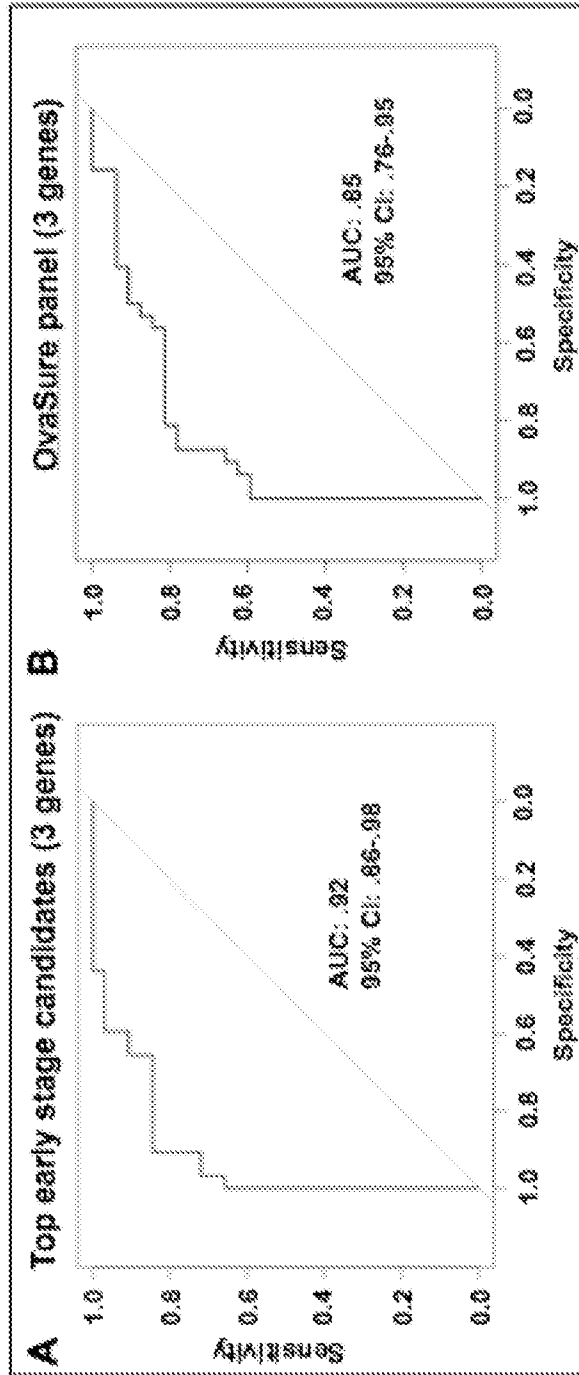 A
Top early stage candidates (3 genes)
Sensitivity
1.0
0.8
0.6
0.4
0.2
0.0
AUC: .92
95% CI: .86-.98
1.0
0.8
0.6
0.4
0.2
0.0
Specificity
B
OvaSure panel (3 genes)
Sensitivity
1.0
0.8
0.6
0.4
0.2
0.0
AUC: .85
95% CI: .76-.95
1.0
0.8
0.6
0.4
0.2
0.0
Specificity